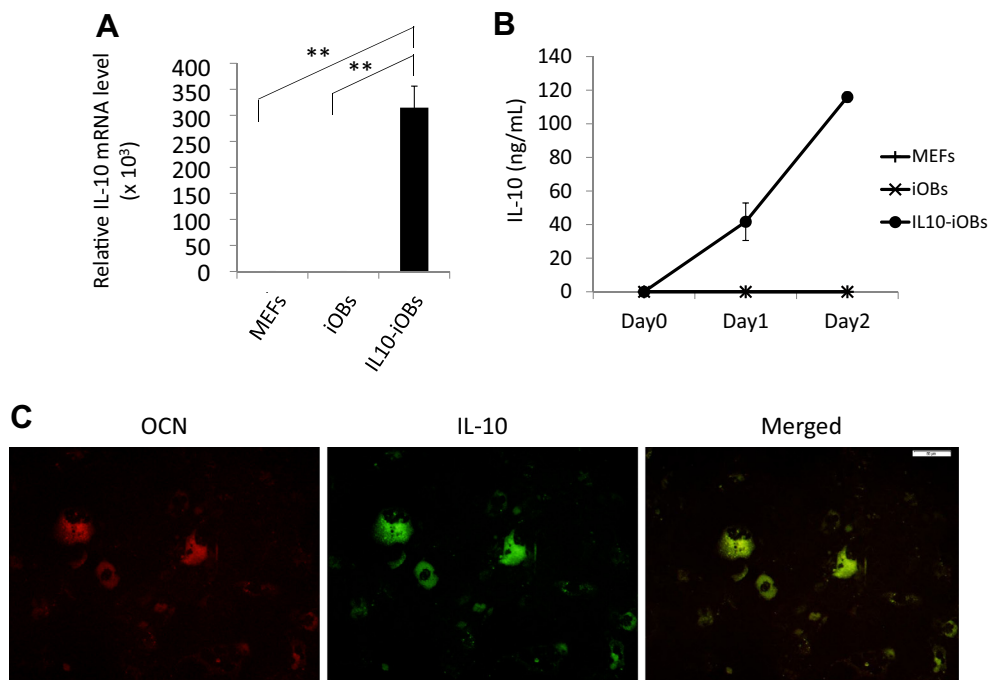 A
Relative IL-10 mRNA level
(x 10³)
400
350
300
250
200
150
100
50
0
**
**
MEFs
iOBs
IL10-iOBs
B
IL-10 (ng/mL)
140
120
100
80
60
40
20
0
Day0
Day1
Day2
MEFs
iOBs
IL10-iOBs
C
OCN
IL-10
Merged